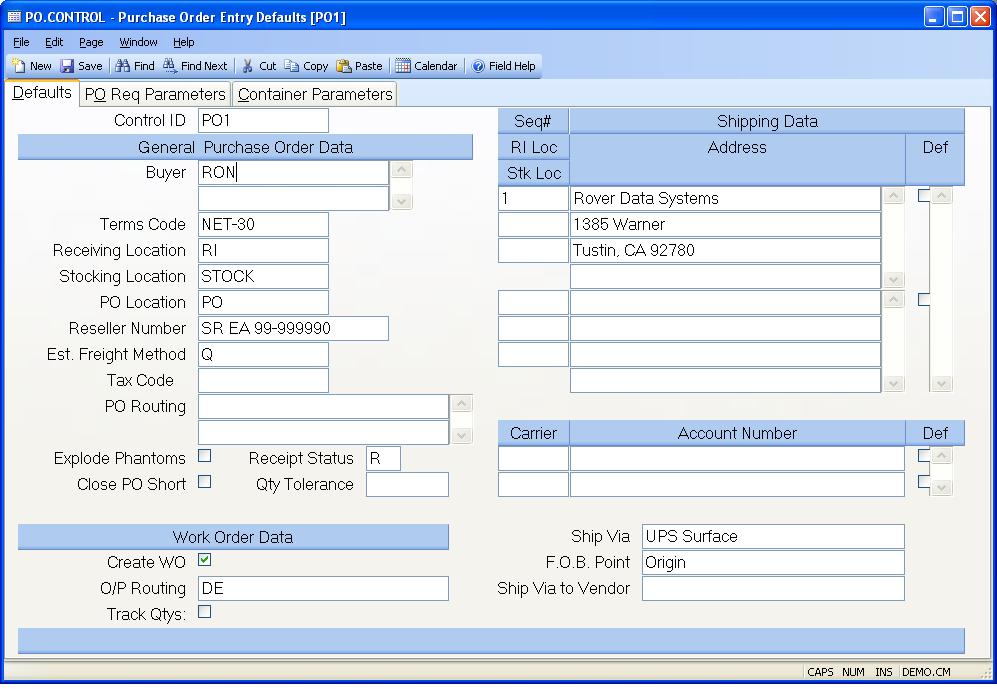 PO.CONTROL - Purchase Order Entry Defaults [PO1]
File Edit Page Window Help
New Save Find Find Next Cut Copy Paste Calendar Field Help
Defaults PO Req Parameters Container Parameters
Control ID PO1
General Purchase Order Data
Buyer RON
Terms Code NET-30
Receiving Location RI
Stocking Location STOCK
PO Location PO
Reseller Number SR EA 99-999990
Est. Freight Method Q
Tax Code
PO Routing
Explode Phantoms Receipt Status R
Close PO Short Qty Tolerance
Work Order Data
Create WO
O/P Routing DE
Track Qtys:
Seq# Shipping Data
RI Loc Address Def
Stk Loc
1 Rover Data Systems
1385 Warner
Tustin, CA 92780
Carrier Account Number Def
Ship Via UPS Surface
F.O.B. Point Origin
Ship Via to Vendor
CAPS NUM INS DEMO.CM